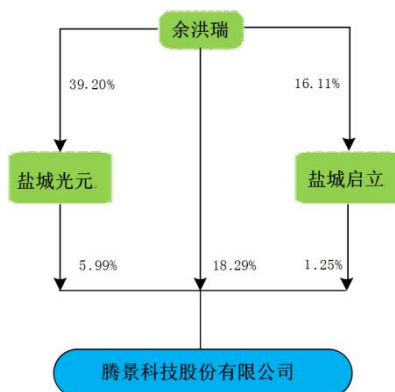 余洪瑞
39.20%
16.11%
盐城光元
盐城启立
5.99%
18.29%
1.25%
腾景科技股份有限公司